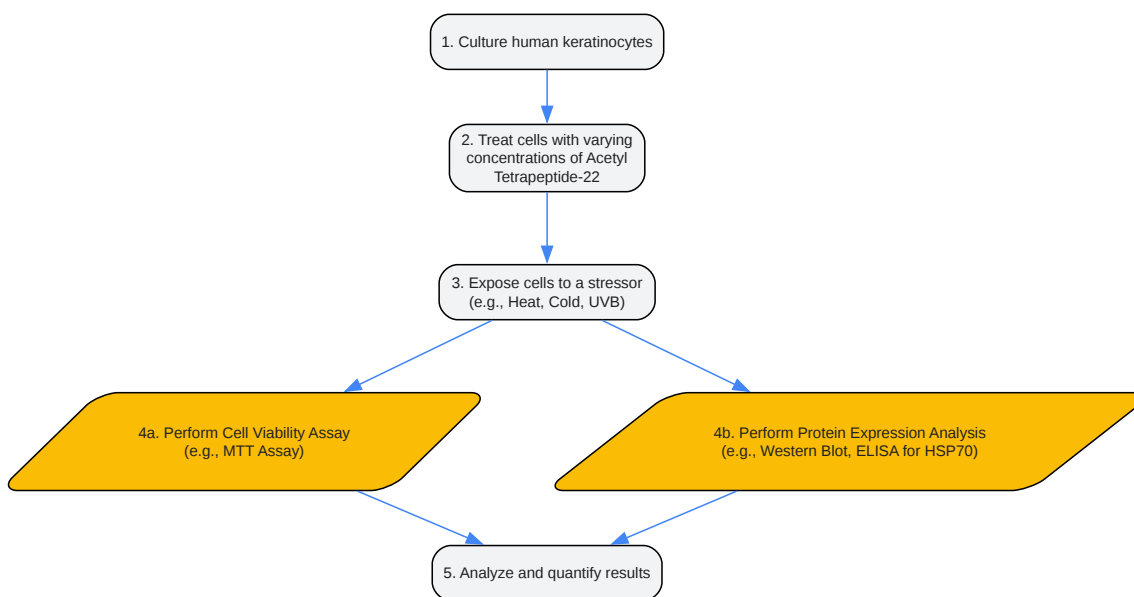 1. Culture human keratinocytes
2. Treat cells with varying
concentrations of Acetyl
Tetrapeptide-22
3. Expose cells to a stressor
(e.g., Heat, Cold, UVB)
4a. Perform Cell Viability Assay
(e.g., MTT Assay)
4b. Perform Protein Expression Analysis
(e.g., Western Blot, ELISA for HSP70)
5. Analyze and quantify results